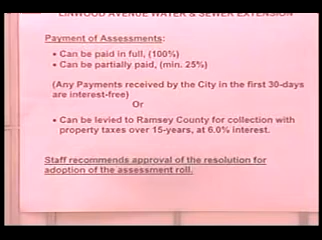 LINWOOD AVENUE WATER & SEWER EXTENSION
Payment of Assessments:
• Can be paid in full, (100%)
• Can be partially paid, (min. 25%)
(Any Payments received by the City in the first 30-days
are interest-free)
Or
• Can be levied to Ramsey County for collection with
property taxes over 15-years, at 6.0% interest.
Staff recommends approval of the resolution for
adoption of the assessment roll.